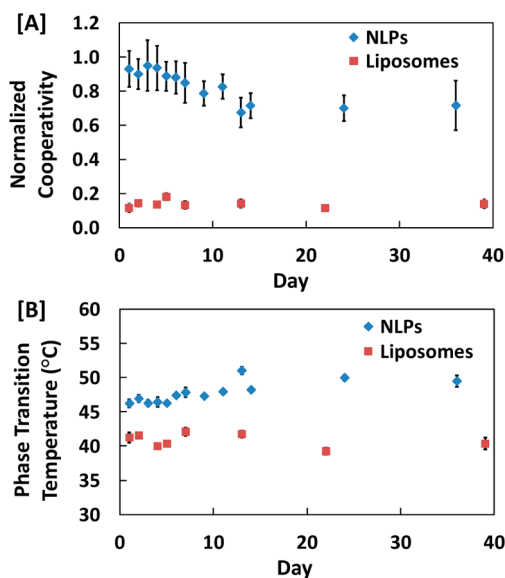 [A]
1.2
1.0
0.8
0.6
0.4
0.2
0.0
Normalized
Cooperativity
NLPs
Liposomes
0 10 20 30 40
Day
[B]
60
55
50
45
40
35
30
Phase Transition
Temperature (°C)
NLPs
Liposomes
0 10 20 30 40
Day